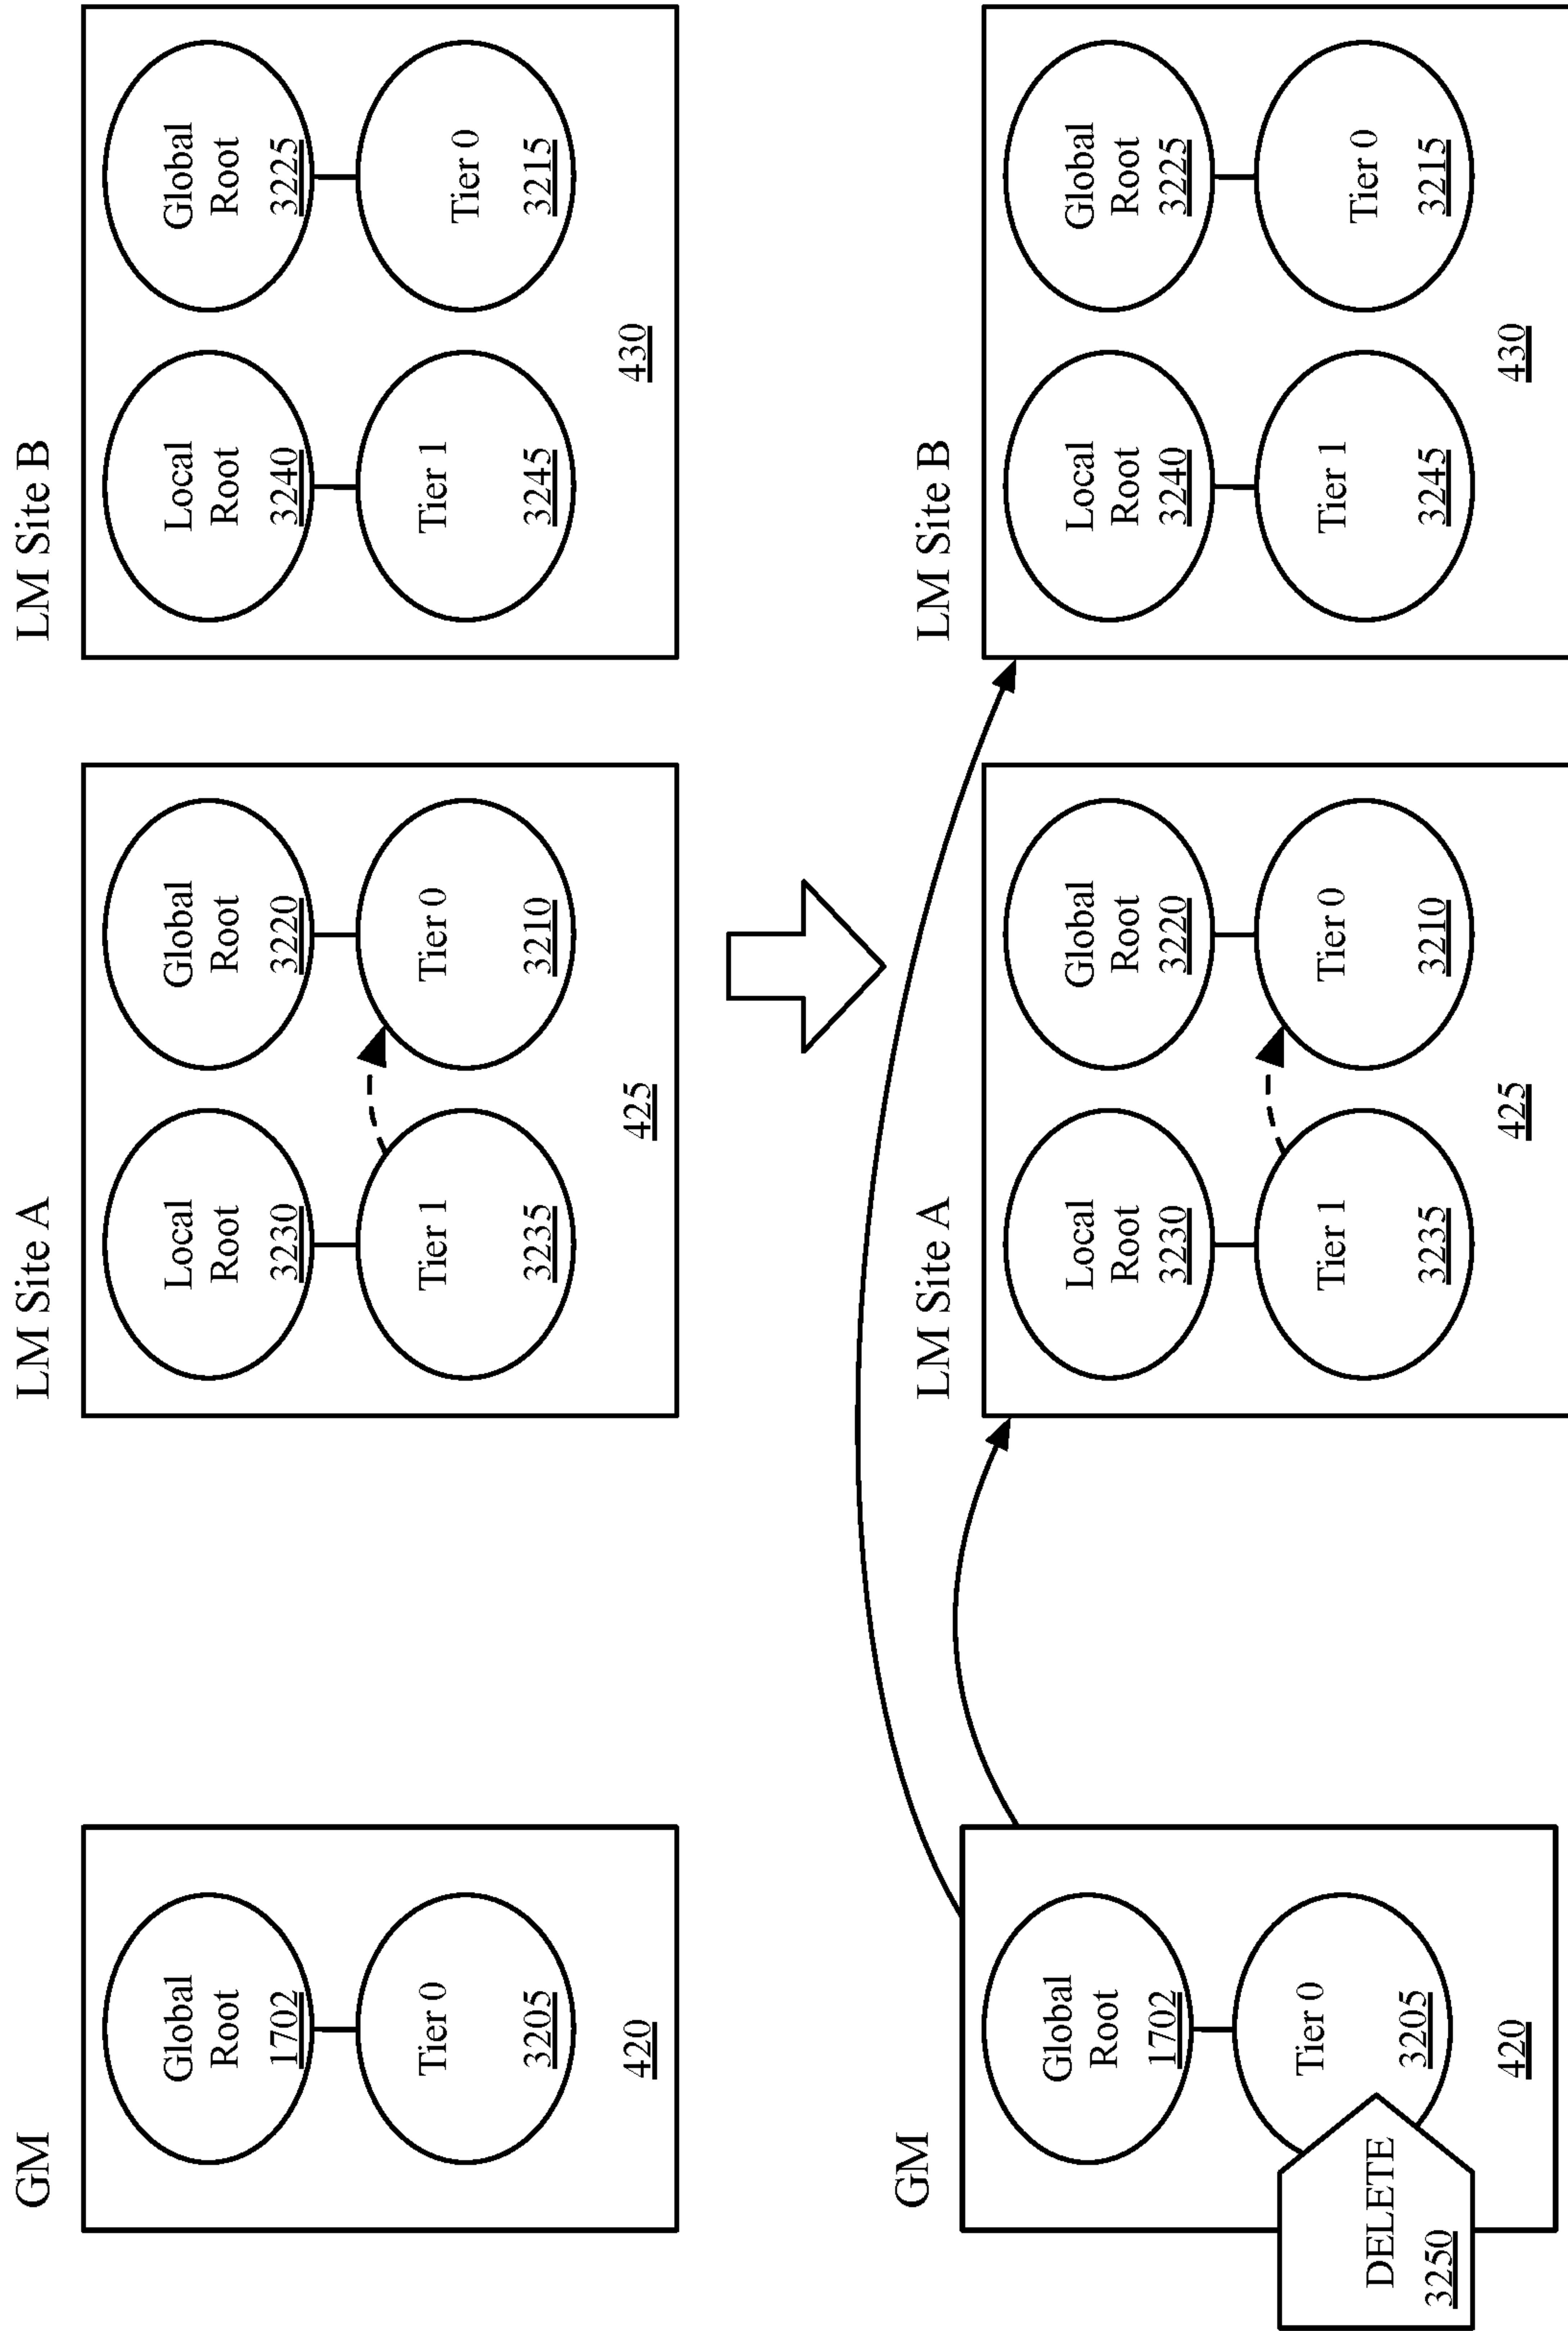 GM
Global
Root
1702
Tier 0
3205
420
LM Site A
Local
Root
3230
Tier 1
3235
Global
Root
3220
Tier 0
3210
425
LM Site B
Local
Root
3240
Tier 1
3245
Global
Root
3225
Tier 0
3215
430
GM
Global
Root
1702
Tier 0
3205
420
DELETE
3250
LM Site A
Local
Root
3230
Tier 1
3235
Global
Root
3220
Tier 0
3210
425
LM Site B
Local
Root
3240
Tier 1
3245
Global
Root
3225
Tier 0
3215
430